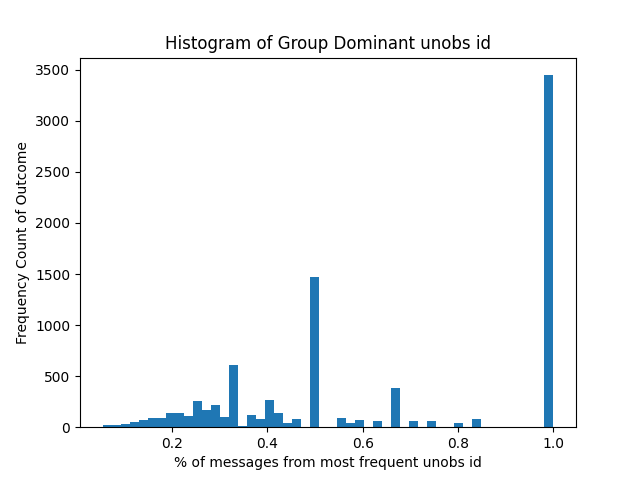 Histogram of Group Dominant unobs id
Frequency Count of Outcome
3500
3000
2500
2000
1500
1000
500
0
0.2 0.4 0.6 0.8 1.0
% of messages from most frequent unobs id